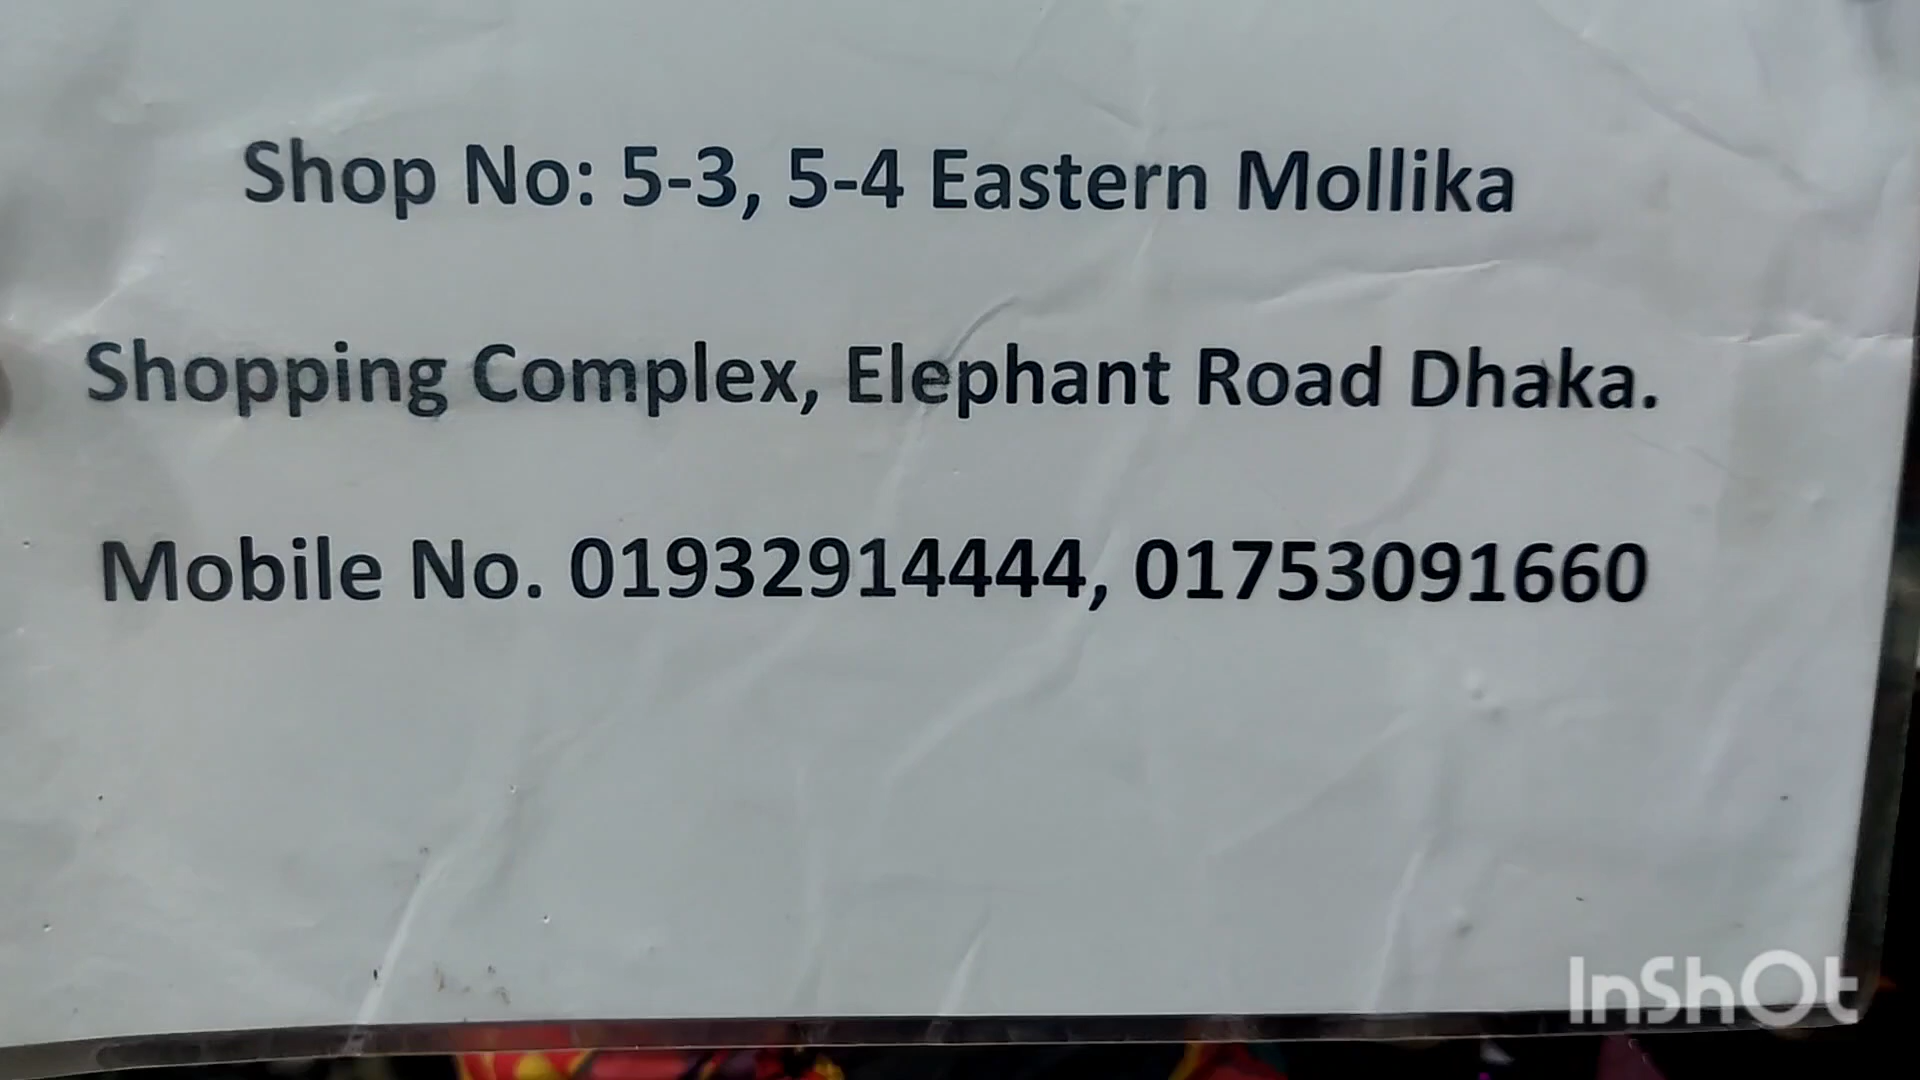 Shop No: 5-3, 5-4 Eastern Mollika
Shopping Complex, Elephant Road Dhaka.
Mobile No. 01932914444, 01753091660
InShOt